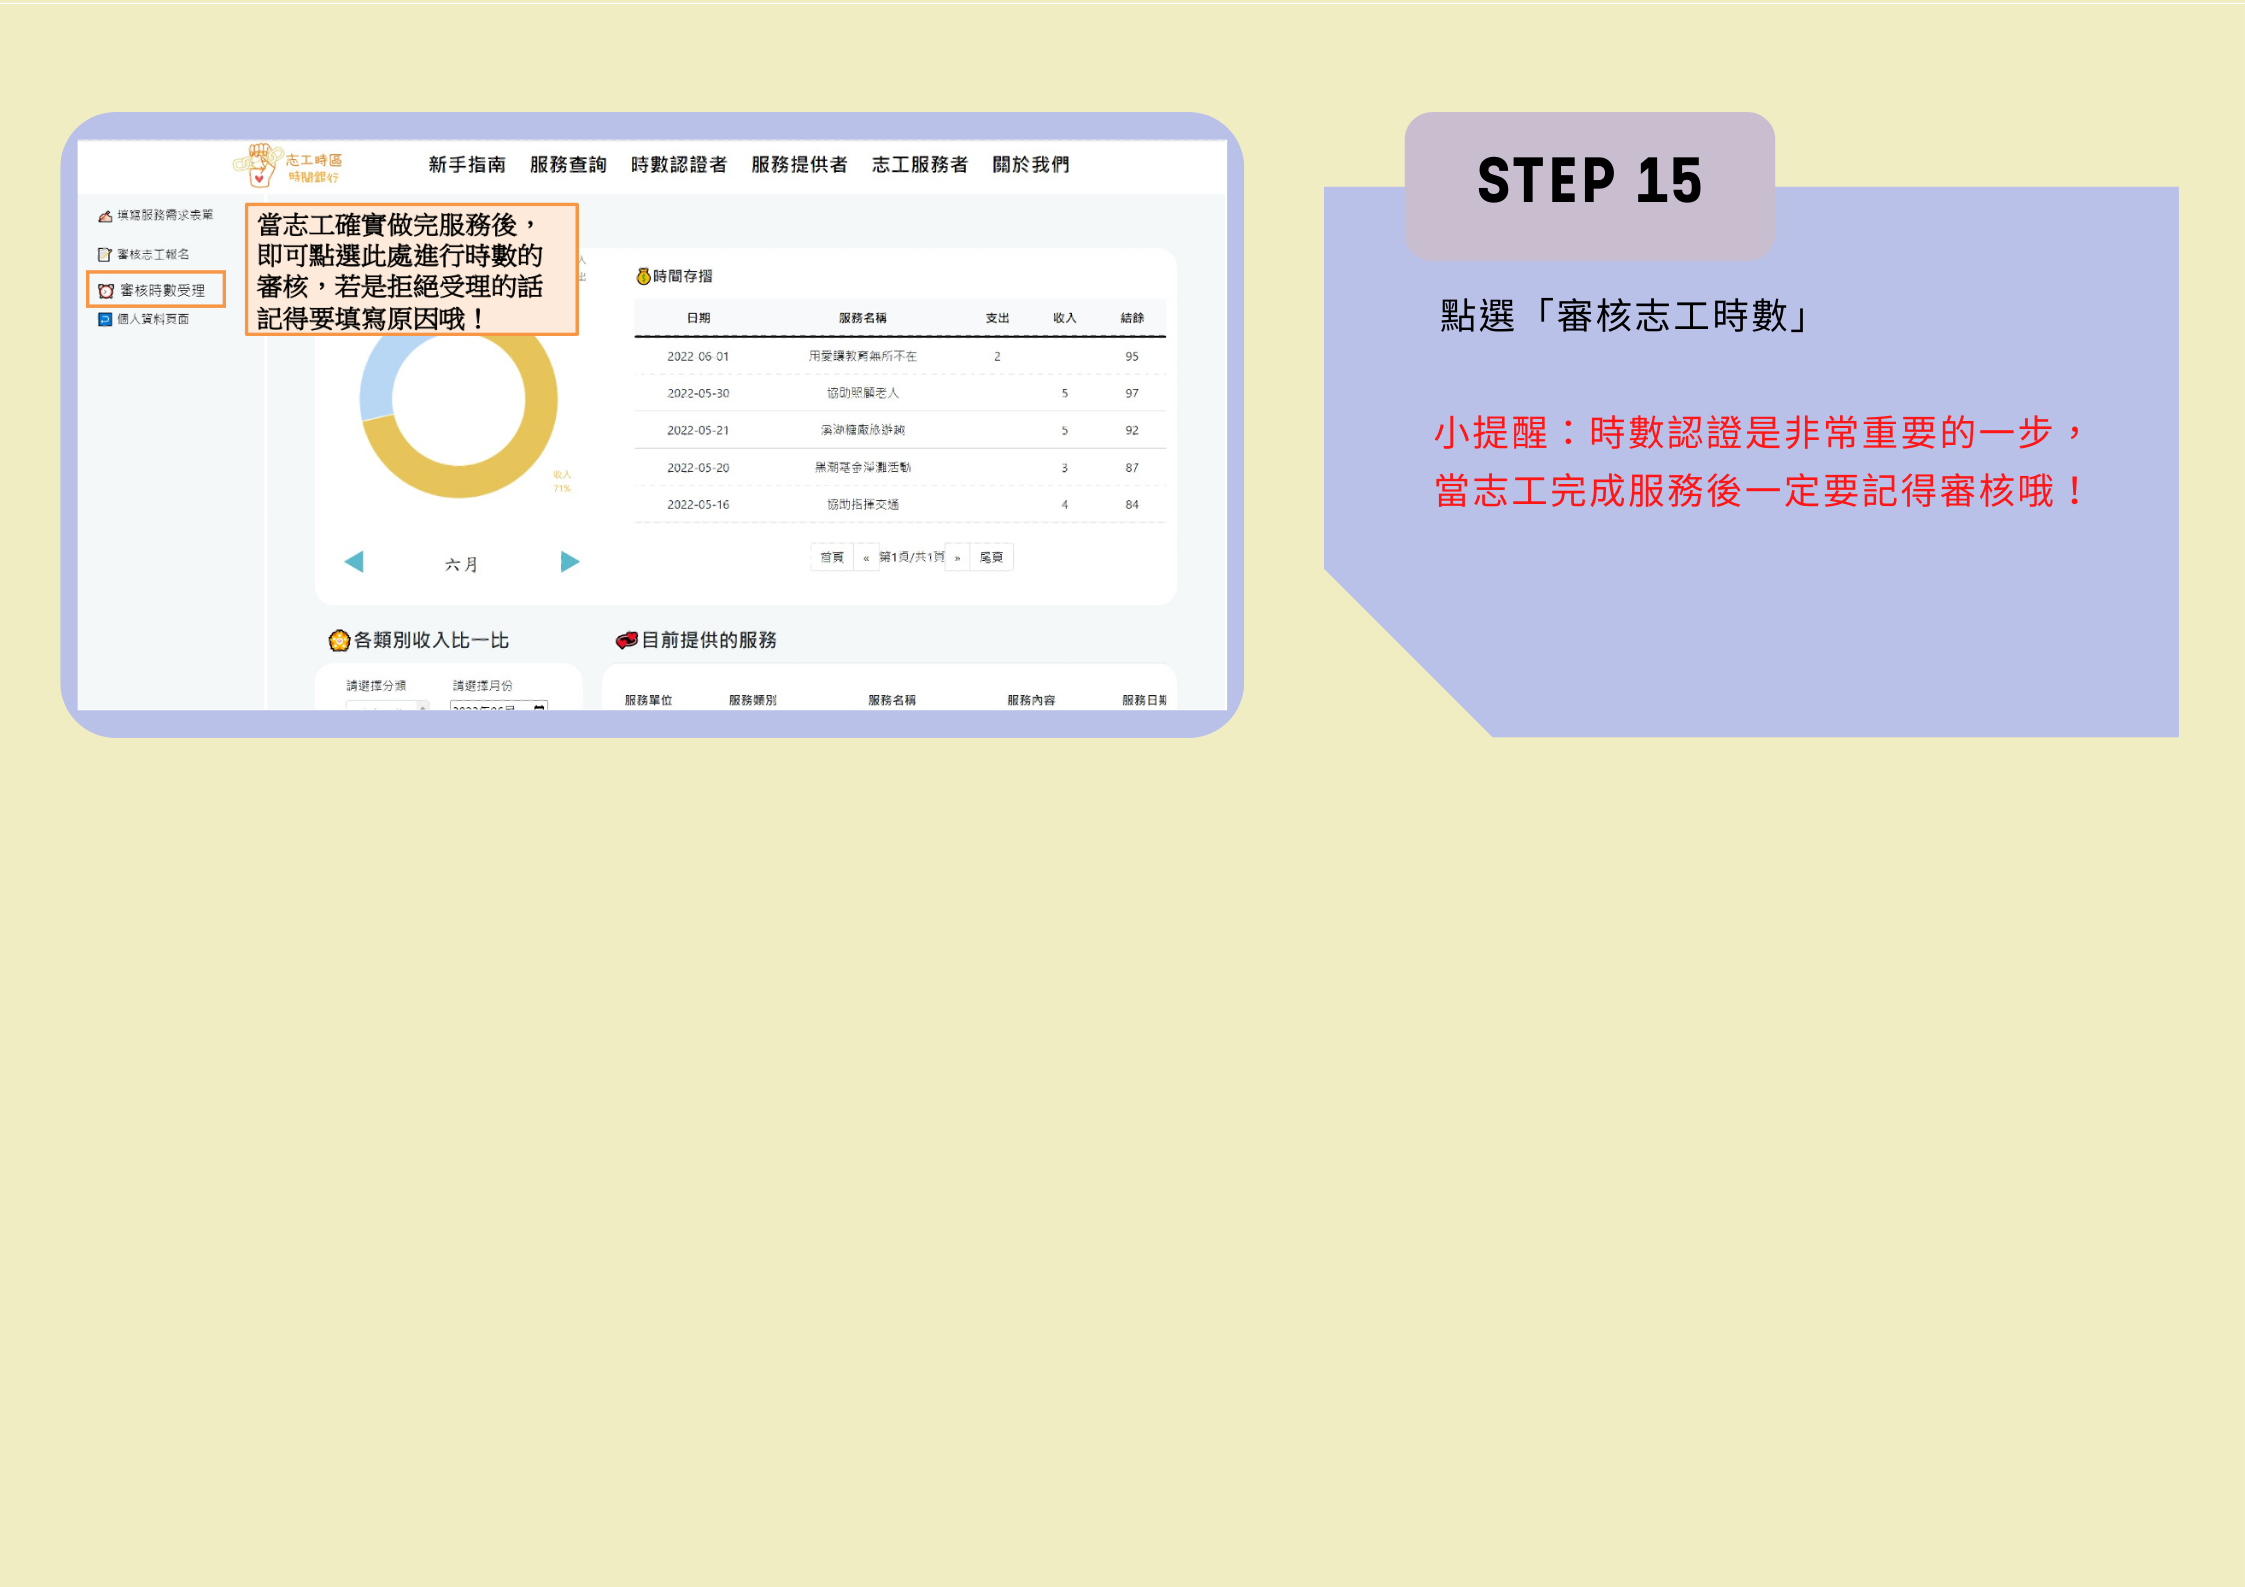 志工時區
時間銀行
新手指南 服務查詢 時數認證者 服務提供者 志工服務者 關於我們
填寫服務需求表單
審核志工報名
審核時數受理
個人資料頁面
當志工確實做完服務後，
即可點選此處進行時數的
審核，若是拒絕受理的話
記得要填寫原因哦！
收入
71%
六月
時間存摺
日期 服務名稱 支出 收入 結餘
2022-06-01 用愛讓教育無所不在 2 95
2022-05-30 協助照顧老人 5 97
2022-05-21 溪湖糖廠旅遊趣 5 92
2022-05-20 黑潮基金淨灘活動 3 87
2022-05-16 協助指揮交通 4 84
首頁 « 第1頁/共1頁 » 尾頁
各類別收入比一比
請選擇分類 請選擇月份
目前提供的服務
服務單位 服務類別 服務名稱 服務內容 服務日期
STEP 15
點選「審核志工時數」
小提醒：時數認證是非常重要的一步，
當志工完成服務後一定要記得審核哦！